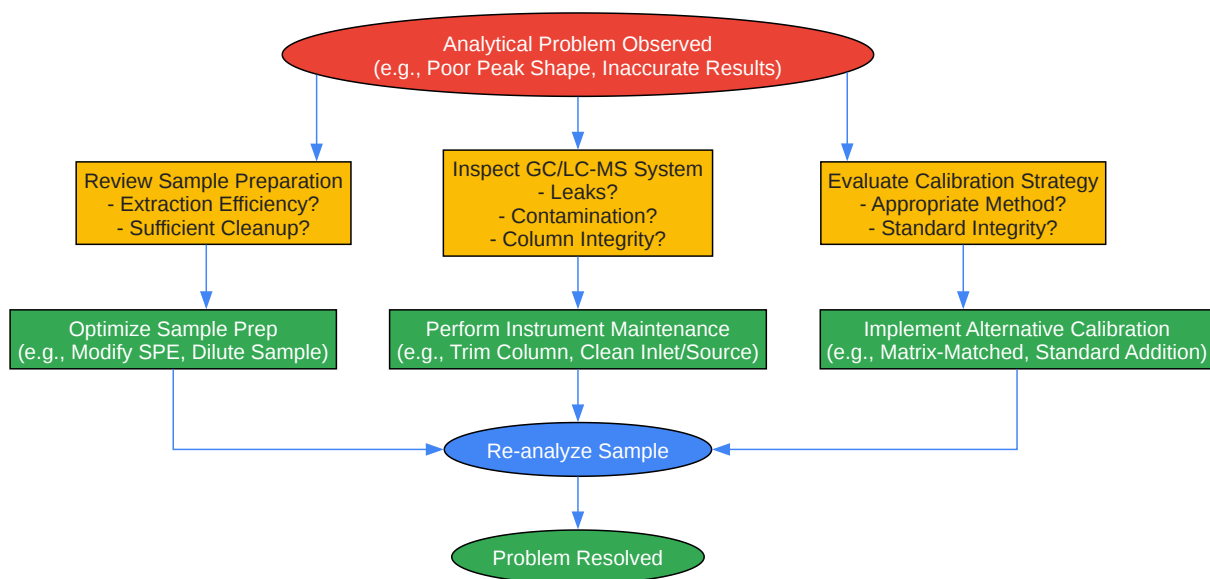 Analytical Problem Observed
(e.g., Poor Peak Shape, Inaccurate Results)
Review Sample Preparation
- Extraction Efficiency?
- Sufficient Cleanup?
Inspect GC/LC-MS System
- Leaks?
- Contamination?
- Column Integrity?
Evaluate Calibration Strategy
- Appropriate Method?
- Standard Integrity?
Optimize Sample Prep
(e.g., Modify SPE, Dilute Sample)
Perform Instrument Maintenance
(e.g., Trim Column, Clean Inlet/Source)
Implement Alternative Calibration
(e.g., Matrix-Matched, Standard Addition)
Re-analyze Sample
Problem Resolved